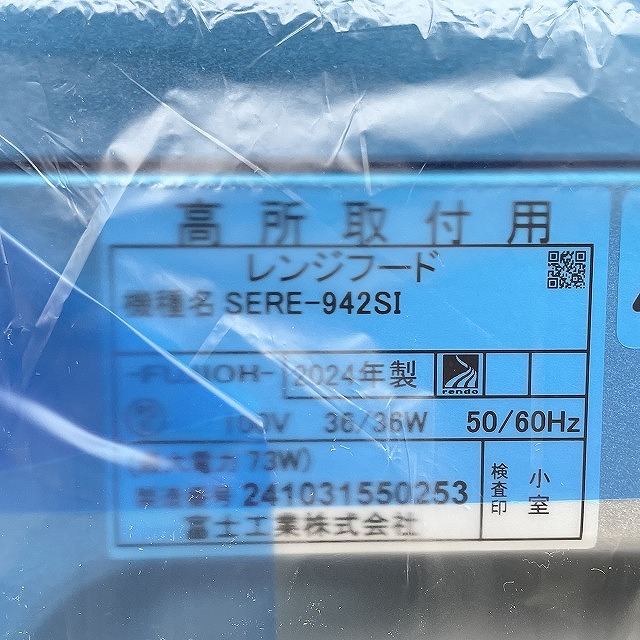 高所取付用
レンジフード
機種名 SERE-942SI
-FUJIOH- 2024年製 rendo
100V 36/36W 50/60Hz
(最大電力 73W)
製造番号 241031550253
検査印 小室
富士工業株式会社